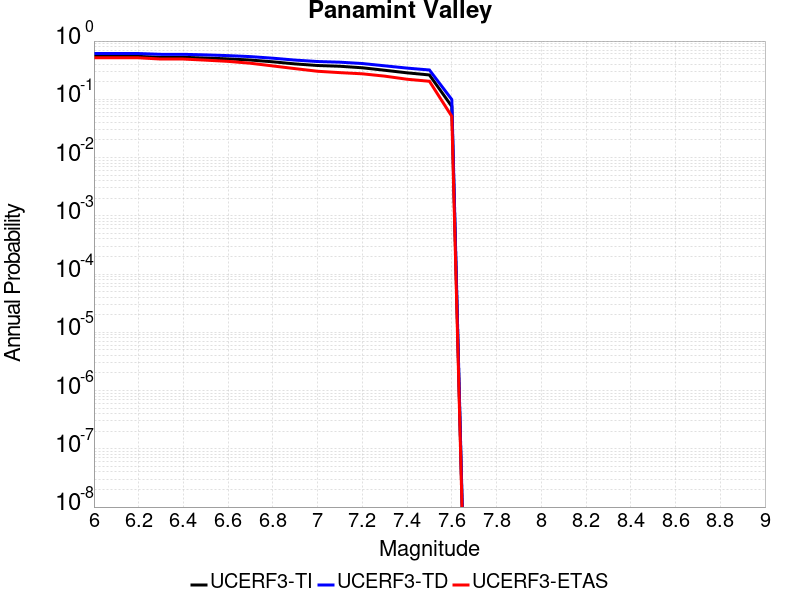 Panamint Valley
10^0
10^-1
10^-2
10^-3
10^-4
10^-5
10^-6
10^-7
10^-8
Annual Probability
6 6.2 6.4 6.6 6.8 7 7.2 7.4 7.6 7.8 8 8.2 8.4 8.6 8.8 9
Magnitude
UCERF3-TI UCERF3-TD UCERF3-ETAS